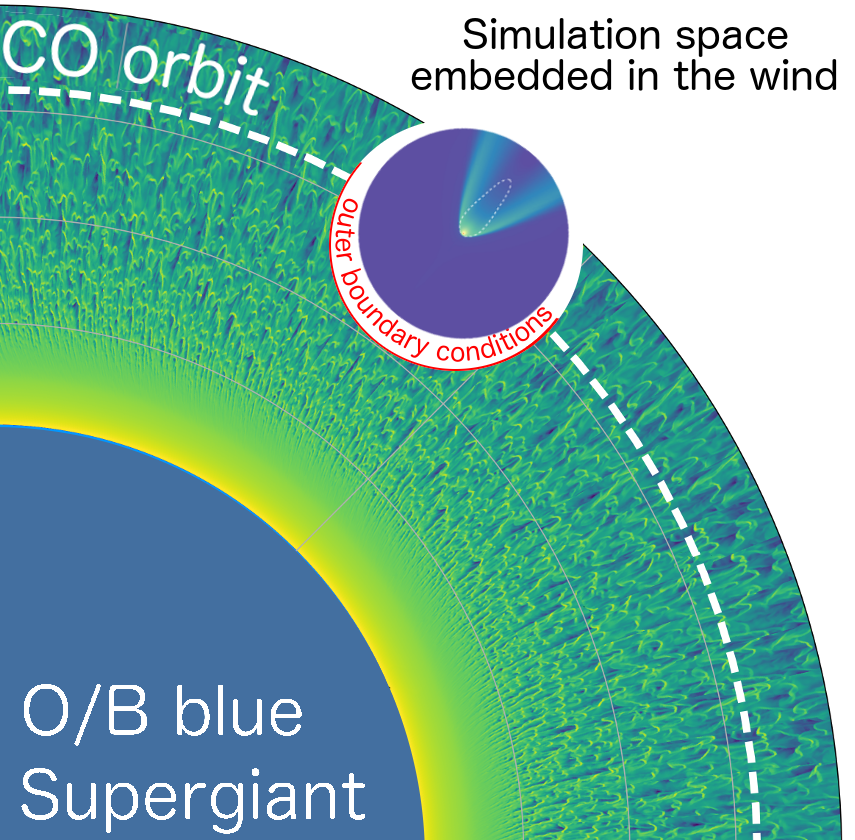 CO orbit
Simulation space
embedded in the wind
outer boundary conditions
O/B blue
Supergiant